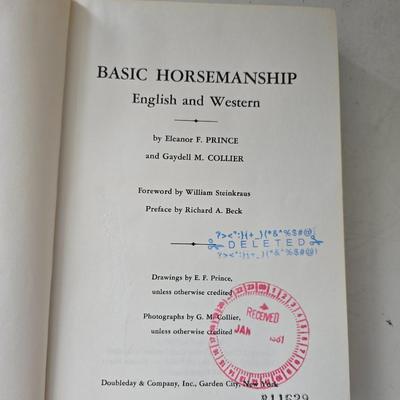 BASIC HORSEMANSHIP
English and Western
by Eleanor F. PRINCE
and Gaydell M. COLLIER
Foreword by William Steinkraus
Preface by Richard A. Beck
?><":}{+_)(*&^%$#@!
DELETED
?><":}{+_)(*&^%$#@!
Drawings by E. F. Prince,
unless otherwise credited
Photographs by G. M. Collier,
unless otherwise credited
RECEIVED
JAN
Doubleday & Company, Inc., Garden City, New York
811629